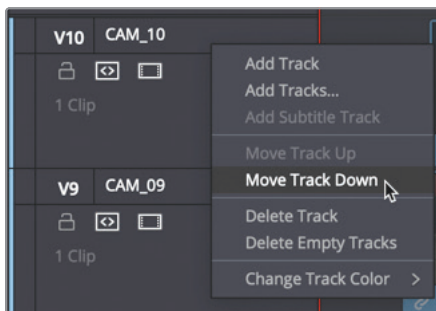 V10 CAM_10
1 Clip
V9 CAM_09
1 Clip
Add Track
Add Tracks...
Add Subtitle Track
Move Track Up
Move Track Down
Delete Track
Delete Empty Tracks
Change Track Color >